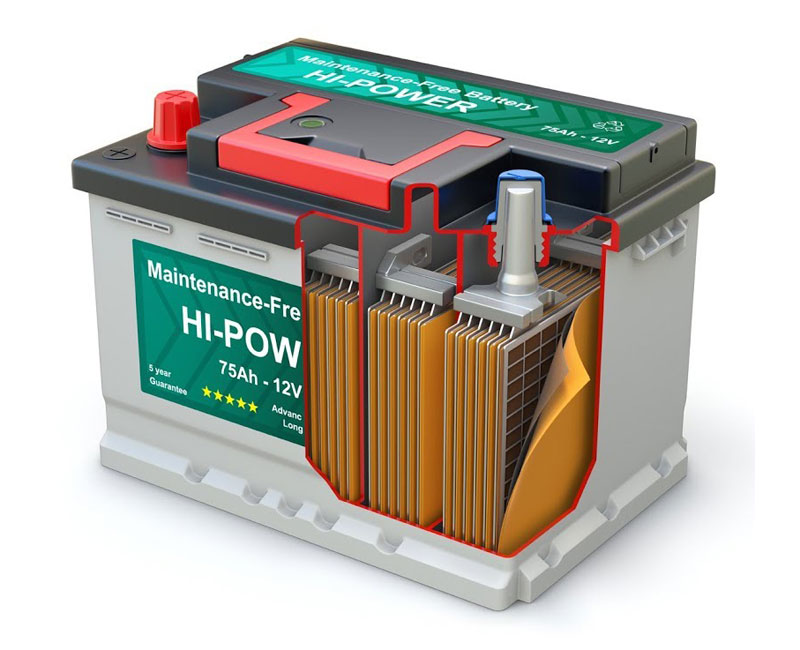 Maintenance-Free Battery
HI-POWER
75Ah - 12V
+
Maintenance-Fre
HI-POW
75Ah - 12V
5 year
Guarantee
Advanc
Long